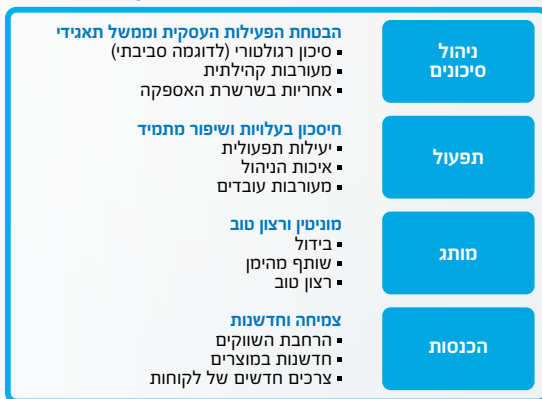 ניהול
סיכונים
הבטחת הפעילות העסקית וממשל תאגידי
▪ סיכון רגולטורי (לדוגמה סביבתי)
▪ מעורבות קהילתית
▪ אחריות בשרשרת האספקה
תפעול
חיסכון בעלויות ושיפור מתמיד
▪ יעילות תפעולית
▪ איכות הניהול
▪ מעורבות עובדים
מותג
מוניטין ורצון טוב
▪ בידול
▪ שותף מהימן
▪ רצון טוב
הכנסות
צמיחה וחדשנות
▪ הרחבת השווקים
▪ חדשנות במוצרים
▪ צרכים חדשים של לקוחות